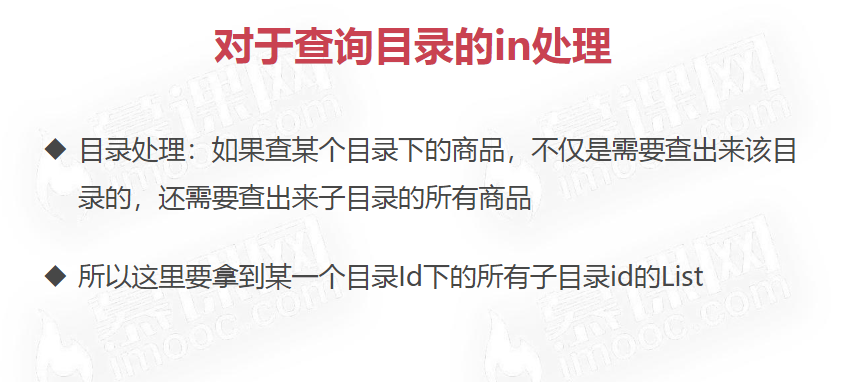 对于查询目录的in处理
◆ 目录处理：如果查某个目录下的商品，不仅是需要查出来该目
录的，还需要查出来子目录的所有商品
◆ 所以这里要拿到某一个目录Id下的所有子目录id的List
慕课网
imooc.com
慕课网
imooc.com
慕课网
imooc.com
慕课网
imooc.com